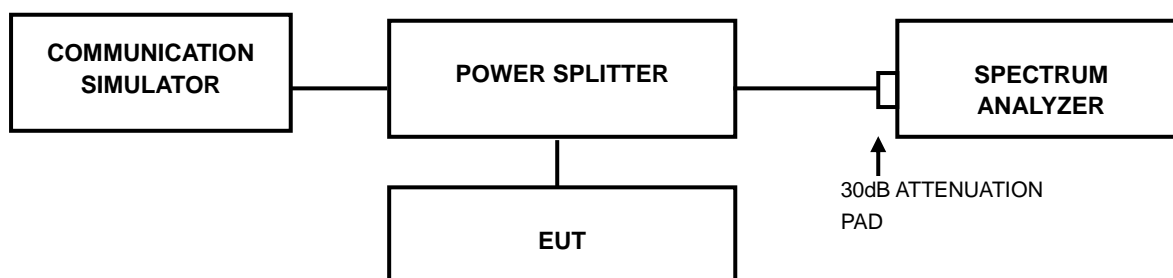 COMMUNICATION
SIMULATOR
POWER SPLITTER
SPECTRUM
ANALYZER
30dB ATTENUATION
PAD
EUT